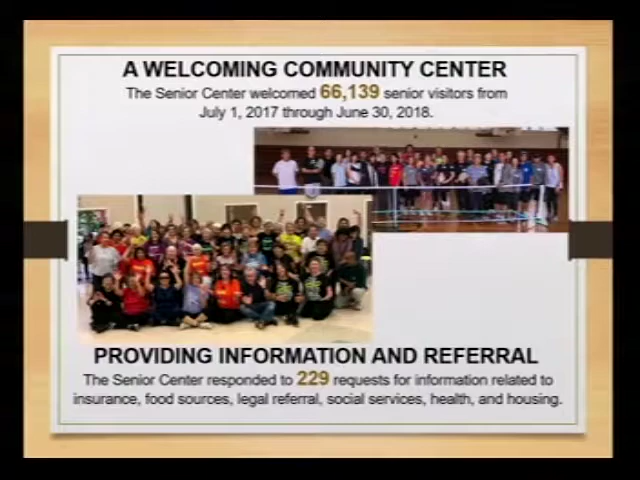 A WELCOMING COMMUNITY CENTER
The Senior Center welcomed 66,139 senior visitors from
July 1, 2017 through June 30, 2018.
PROVIDING INFORMATION AND REFERRAL
The Senior Center responded to 229 requests for information related to
insurance, food sources, legal referral, social services, health, and housing.